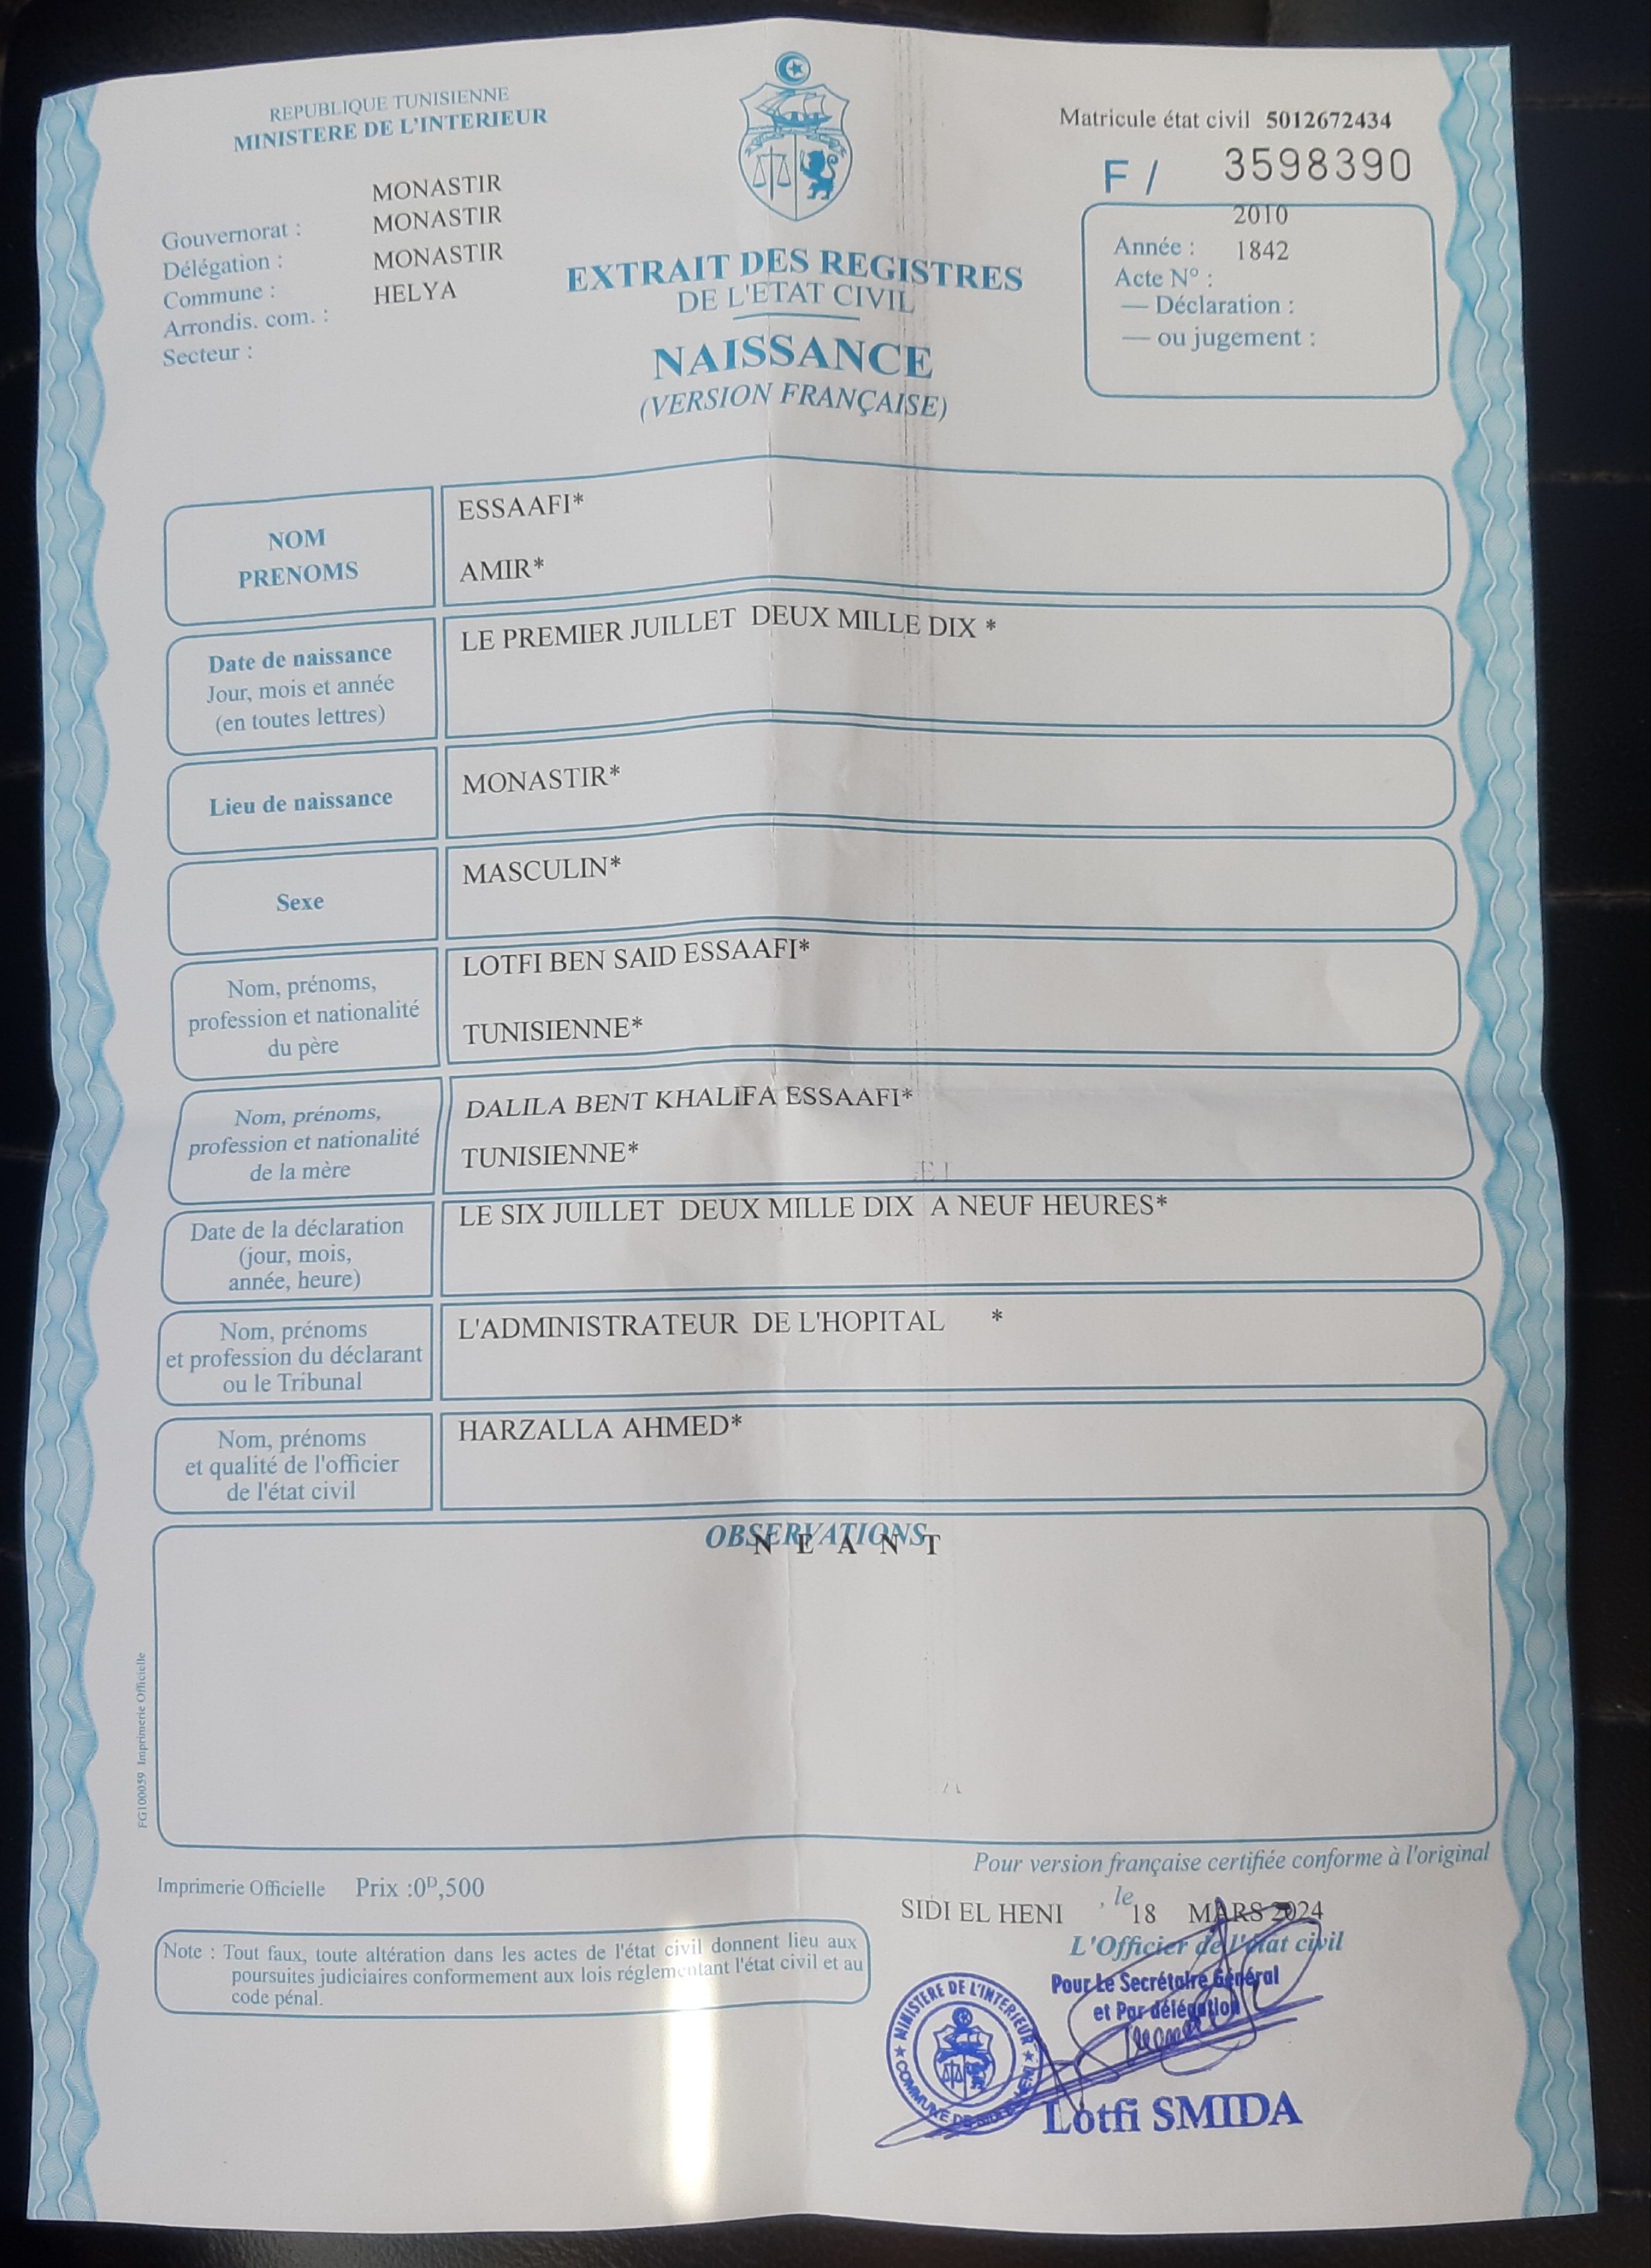 REPUBLIQUE TUNISIENNE
MINISTERE DE L'INTERIEUR
Matricule état civil 5012672434
F / 3598390
MONASTIR
Gouvernorat : MONASTIR
Délégation : MONASTIR
Commune : HELYA
Arrondis. com. :
Secteur :
EXTRAIT DES REGISTRES
DE L'ETAT CIVIL
NAISSANCE
(VERSION FRANÇAISE)
2010
Année : 1842
Acte N° :
— Déclaration :
— ou jugement :
NOM
PRENOMS
ESSAAFI*
AMIR*
Date de naissance
Jour, mois et année
(en toutes lettres)
LE PREMIER JUILLET DEUX MILLE DIX *
Lieu de naissance
MONASTIR*
Sexe
MASCULIN*
Nom, prénoms,
profession et nationalité
du père
LOTFI BEN SAID ESSAAFI*
TUNISIENNE*
Nom, prénoms,
profession et nationalité
de la mère
DALILA BENT KHALIFA ESSAAFI*
TUNISIENNE*
Date de la déclaration
(jour, mois,
année, heure)
LE SIX JUILLET DEUX MILLE DIX A NEUF HEURES*
Nom, prénoms
et profession du déclarant
ou le Tribunal
L'ADMINISTRATEUR DE L'HOPITAL *
Nom, prénoms
et qualité de l'officier
de l'état civil
HARZALLA AHMED*
OBSERVATIONS
N E A N T
FG100059 Imprimerie Officielle
Pour version française certifiée conforme à l'original
Imprimerie Officielle Prix :0D,500
SIDI EL HENI , le 18 MARS 2024
L'Officier de l'état civil
Note : Tout faux, toute altération dans les actes de l'état civil donnent lieu aux
poursuites judiciaires conformement aux lois réglementant l'état civil et au
code pénal.
Pour Le Secrétaire Général
et Par délégation
MINISTERE DE L'INTERIEUR
COMMUNE DE
Lotfi SMIDA